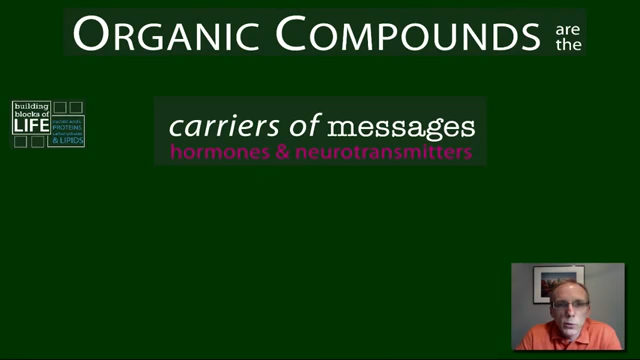 ORGANIC COMPOUNDS are the
building
blocks of
LIFE
PROTEINS
& LIPIDS
carriers of messages
hormones & neurotransmitters